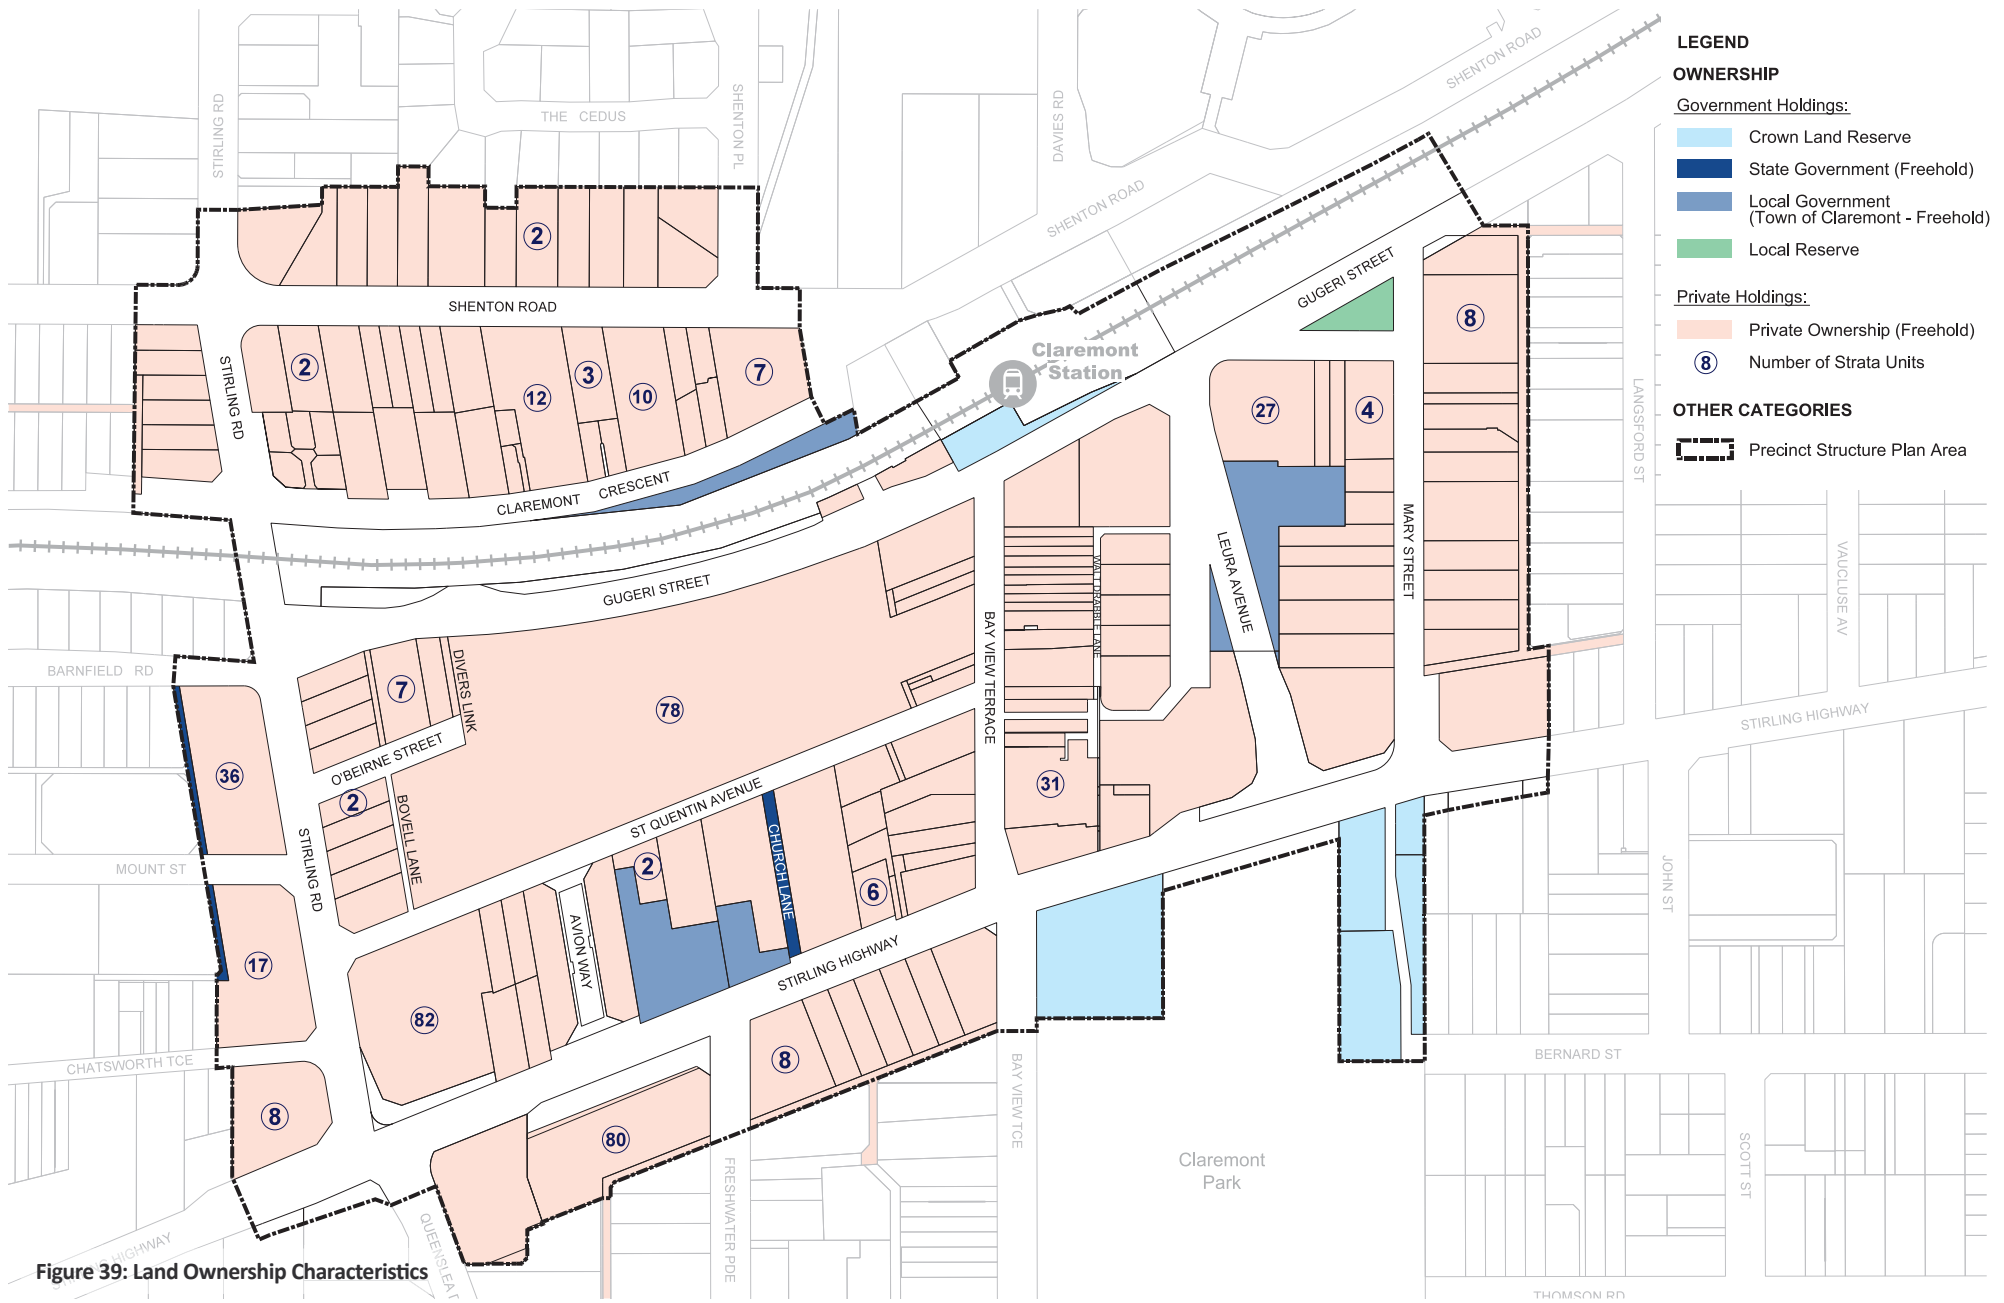 LEGEND
OWNERSHIP
Government Holdings:
Crown Land Reserve
State Government (Freehold)
Local Government
(Town of Claremont - Freehold)
Local Reserve
Private Holdings:
Private Ownership (Freehold)
8
Number of Strata Units
OTHER CATEGORIES
Precinct Structure Plan Area
STIRLING RD
THE CEDUS
SHENTON PL
DAVIES RD
SHENTON ROAD
SHENTON ROAD
2
SHENTON ROAD
GUGERI STREET
8
Claremont
Station
STIRLING RD
2
12
3
10
7
27
4
LANGSFORD ST
CLAREMONT CRESCENT
MARY STREET
LEURA AVENUE
WALT DRABBLE LANE
VAUCLUSE AV
GUGERI STREET
BAY VIEW TERRACE
BARNFIELD RD
7
DIVERS LINK
78
STIRLING HIGHWAY
O'BEIRNE STREET
36
2
BOVELL LANE
ST QUENTIN AVENUE
31
MOUNT ST
STIRLING RD
2
CHURCH LANE
6
JOHN ST
AVION WAY
17
STIRLING HIGHWAY
82
CHATSWORTH TCE
8
BAY VIEW TCE
BERNARD ST
8
80
Claremont
Park
SCOTT ST
FRESHWATER PDE
STIRLING HIGHWAY
QUEENSLEA D
Figure 39: Land Ownership Characteristics
THOMSON RD